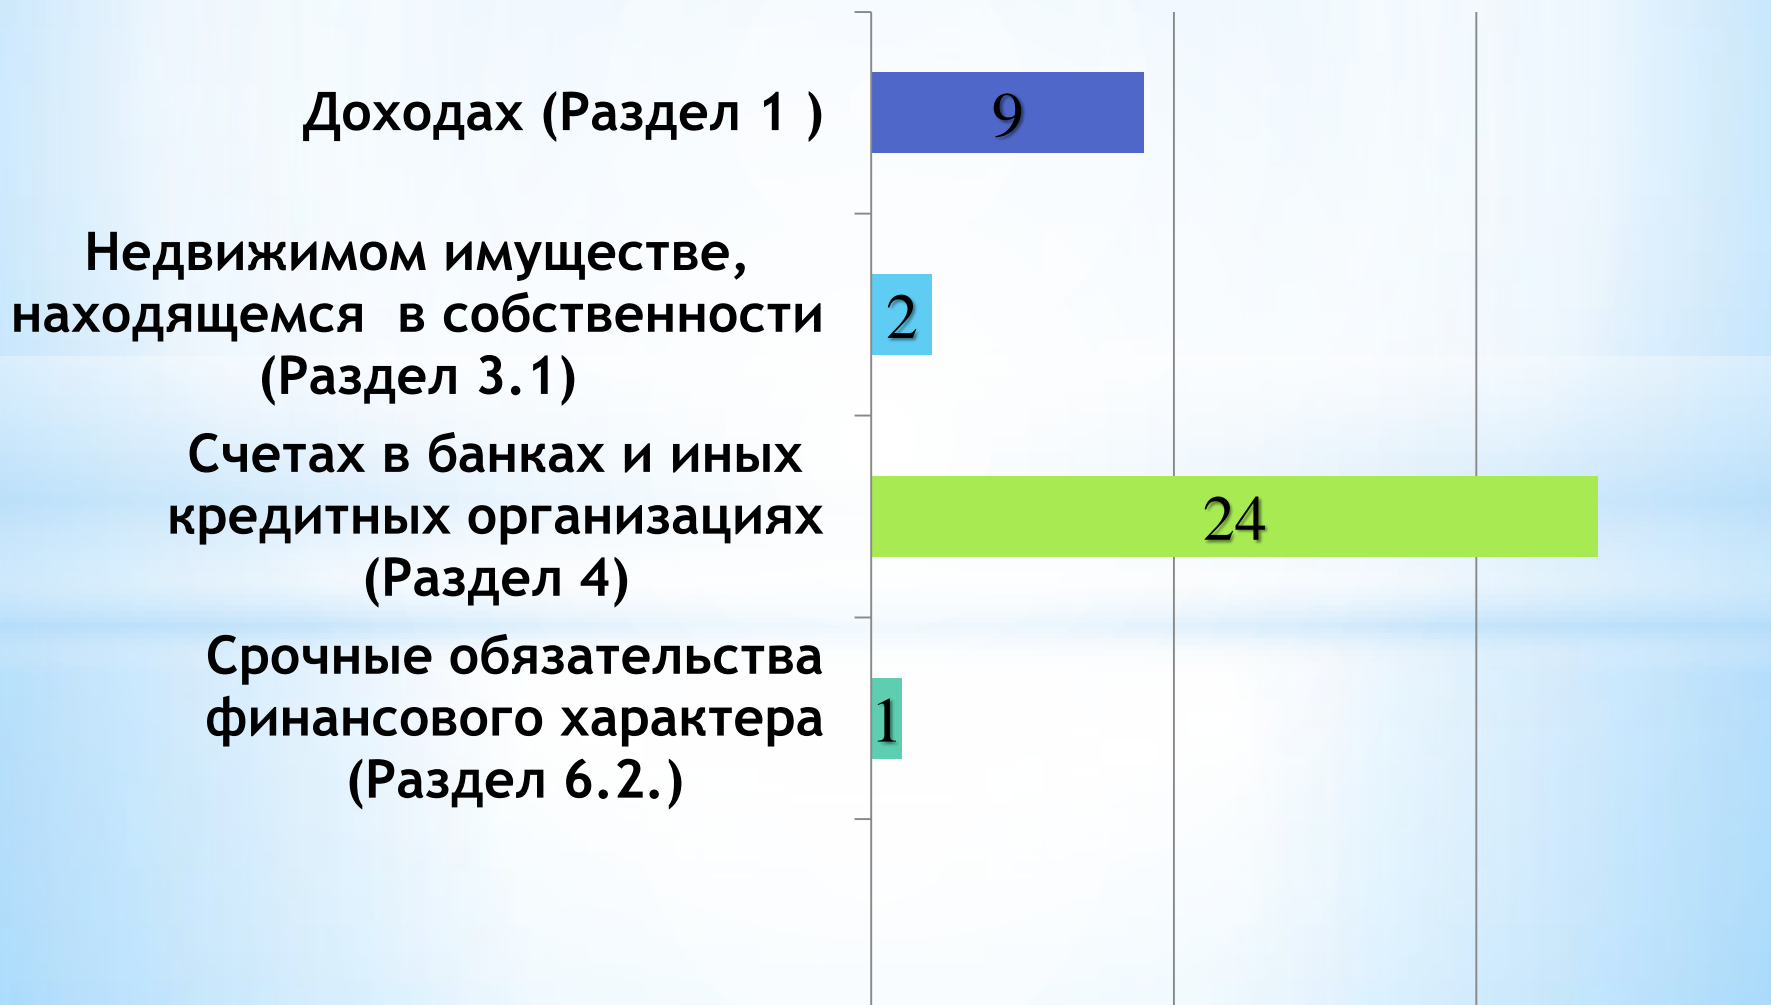 Доходах (Раздел 1 )
9
Недвижимом имуществе,
находящемся  в собственности
(Раздел 3.1)
2
Счетах в банках и иных
кредитных организациях
(Раздел 4)
24
Срочные обязательства
финансового характера
(Раздел 6.2.)
1